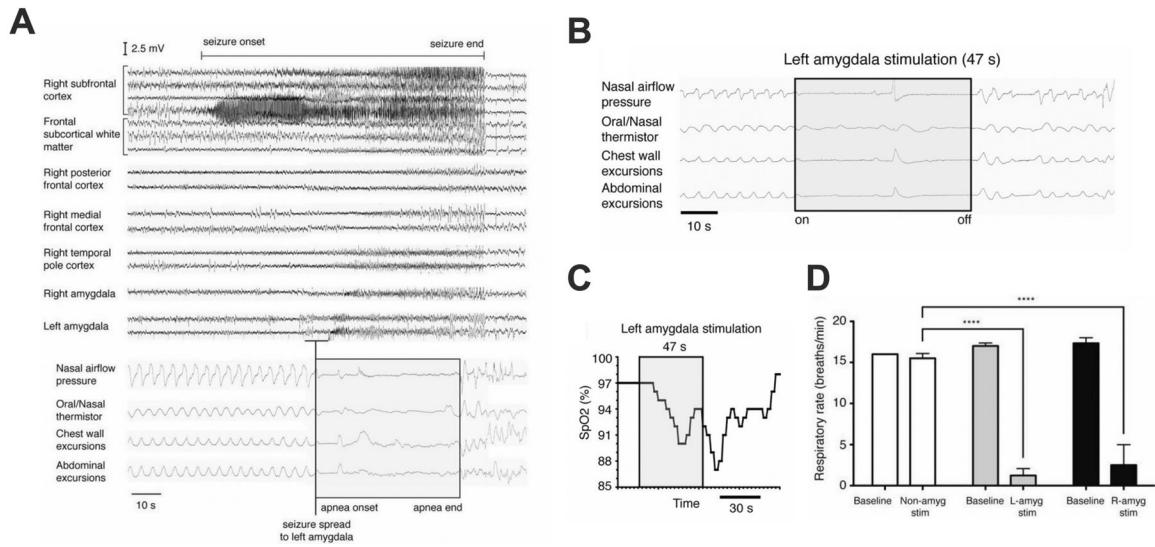 A
2.5 mV
seizure onset
seizure end
Right subfrontal
cortex
Frontal
subcortical white
matter
Right posterior
frontal cortex
Right medial
frontal cortex
Right temporal
pole cortex
Right amygdala
Left amygdala
Nasal airflow
pressure
Oral/Nasal
thermistor
Chest wall
excursions
Abdominal
excursions
10 s
apnea onset
apnea end
seizure spread
to left amygdala
B
Left amygdala stimulation (47 s)
Nasal airflow
pressure
Oral/Nasal
thermistor
Chest wall
excursions
Abdominal
excursions
on
off
10 s
C
Left amygdala stimulation
47 s
100
97
94
91
88
85
SpO2 (%)
Time
30 s
D
****
****
20
15
10
5
0
Respiratory rate (breaths/min)
Baseline
Non-amyg
stim
Baseline
L-amyg
stim
Baseline
R-amyg
stim